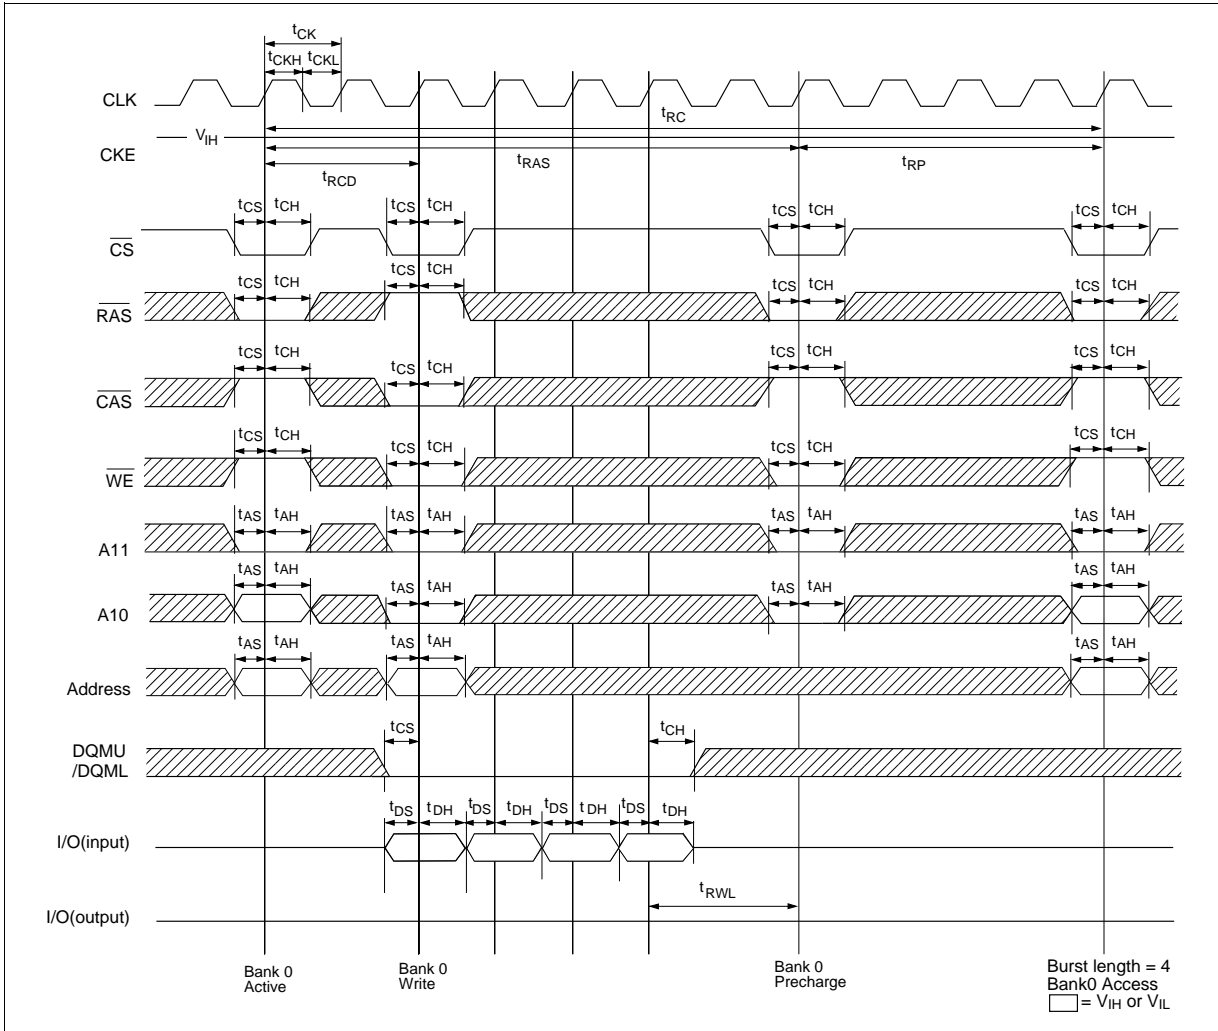 tCK
tCKH tCKL
CLK
tRC
VIH
CKE
tRAS tRP
tRCD
tCS tCH tCS tCH tCS tCH tCS tCH
CS
tCS tCH tCS tCH tCS tCH tCS tCH
RAS
tCS tCH tCS tCH tCS tCH tCS tCH
CAS
tCS tCH tCS tCH tCS tCH tCS tCH
WE
tAS tAH tAS tAH tAS tAH tAS tAH
A11
tAS tAH tAS tAH tAS tAH tAS tAH
A10
tAS tAH tAS tAH tAS tAH
Address
tCS tCH
DQMU
/DQML
tDS tDH tDS tDH tDS tDH tDS tDH
I/O(input)
tRWL
I/O(output)
Bank 0
Active
Bank 0
Write
Bank 0
Precharge
Burst length = 4
Bank0 Access
= VIH or VIL